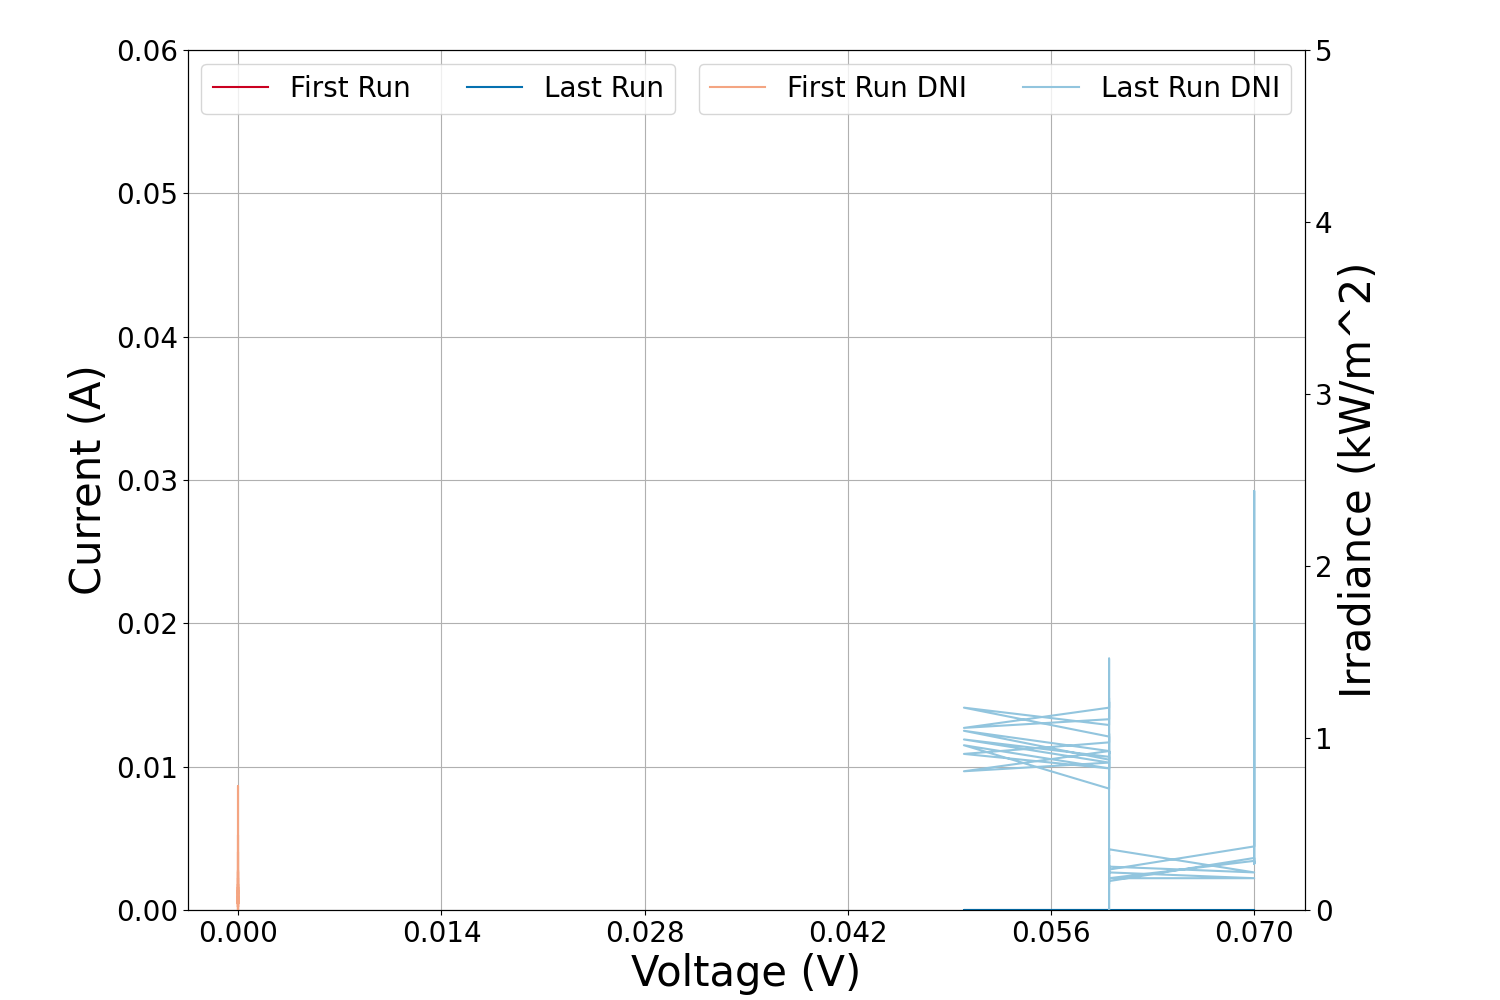 First Run
Last Run
First Run DNI
Last Run DNI
0.06
0.05
0.04
0.03
0.02
0.01
0.00
Current (A)
5
4
3
2
1
0
Irradiance (kW/m^2)
0.000 0.014 0.028 0.042 0.056 0.070
Voltage (V)